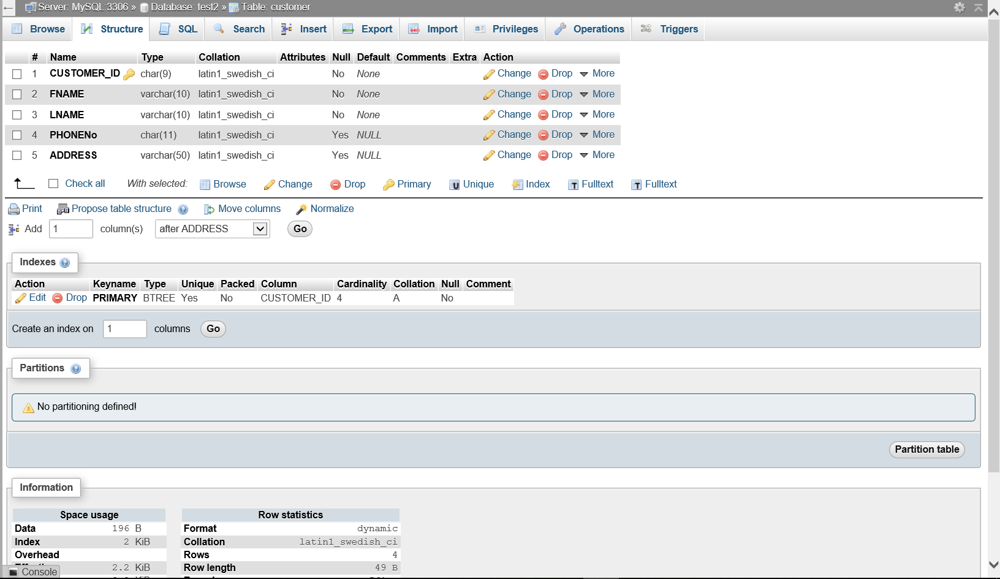 Server: MySQL:3306 » Database: test2 » Table: customer
Browse Structure SQL Search Insert Export Import Privileges Operations Triggers
# Name Type Collation Attributes Null Default Comments Extra Action
1 CUSTOMER_ID char(9) latin1_swedish_ci No None Change Drop More
2 FNAME varchar(10) latin1_swedish_ci No None Change Drop More
3 LNAME varchar(10) latin1_swedish_ci No None Change Drop More
4 PHONENo char(11) latin1_swedish_ci Yes NULL Change Drop More
5 ADDRESS varchar(50) latin1_swedish_ci Yes NULL Change Drop More
Check all With selected: Browse Change Drop Primary Unique Index Fulltext Fulltext
Print Propose table structure Move columns Normalize
Add 1 column(s) after ADDRESS Go
Indexes
Action Keyname Type Unique Packed Column Cardinality Collation Null Comment
Edit Drop PRIMARY BTREE Yes No CUSTOMER_ID 4 A No
Create an index on 1 columns Go
Partitions
No partitioning defined!
Partition table
Information
Space usage Row statistics
Data 196 B Format dynamic
Index 2 KiB Collation latin1_swedish_ci
Overhead Rows 4
2.2 KiB Row length 49 B
Console